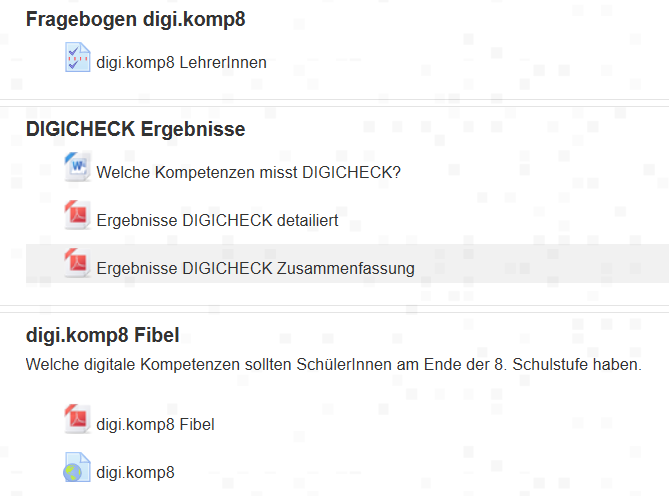 Fragebogen digi.komp8
digi.komp8 LehrerInnen
DIGICHECK Ergebnisse
Welche Kompetenzen misst DIGICHECK?
Ergebnisse DIGICHECK detailiert
Ergebnisse DIGICHECK Zusammenfassung
digi.komp8 Fibel
Welche digitale Kompetenzen sollten SchülerInnen am Ende der 8. Schulstufe haben.
digi.komp8 Fibel
digi.komp8